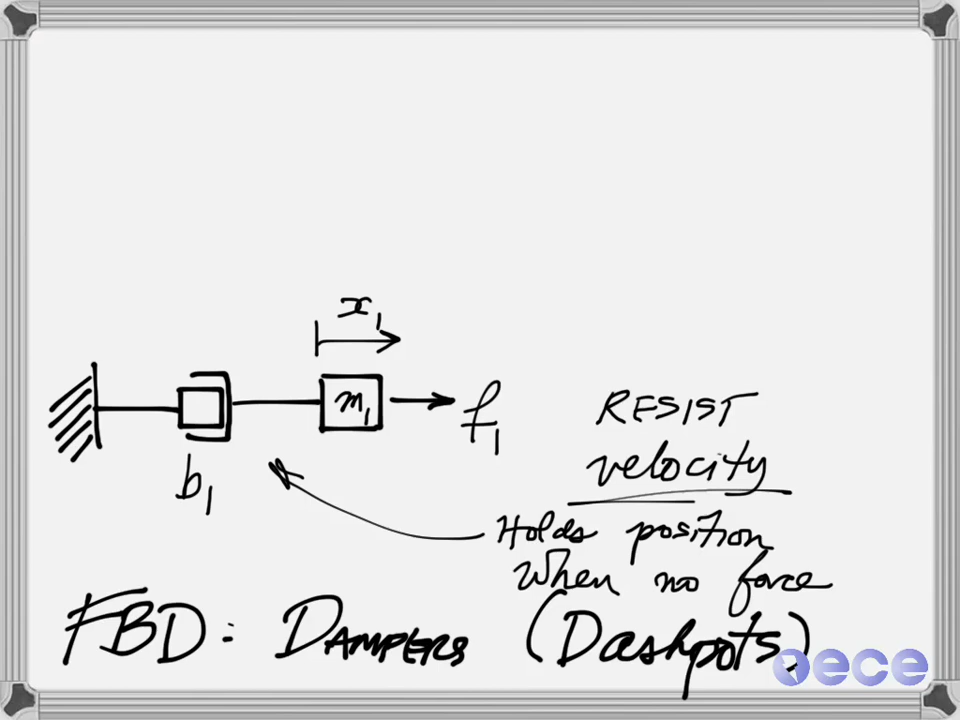 x₁
m₁
f₁
b₁
RESIST
velocity
Holds position
when no force
FBD: DAMPERS (Dashpots)
ece